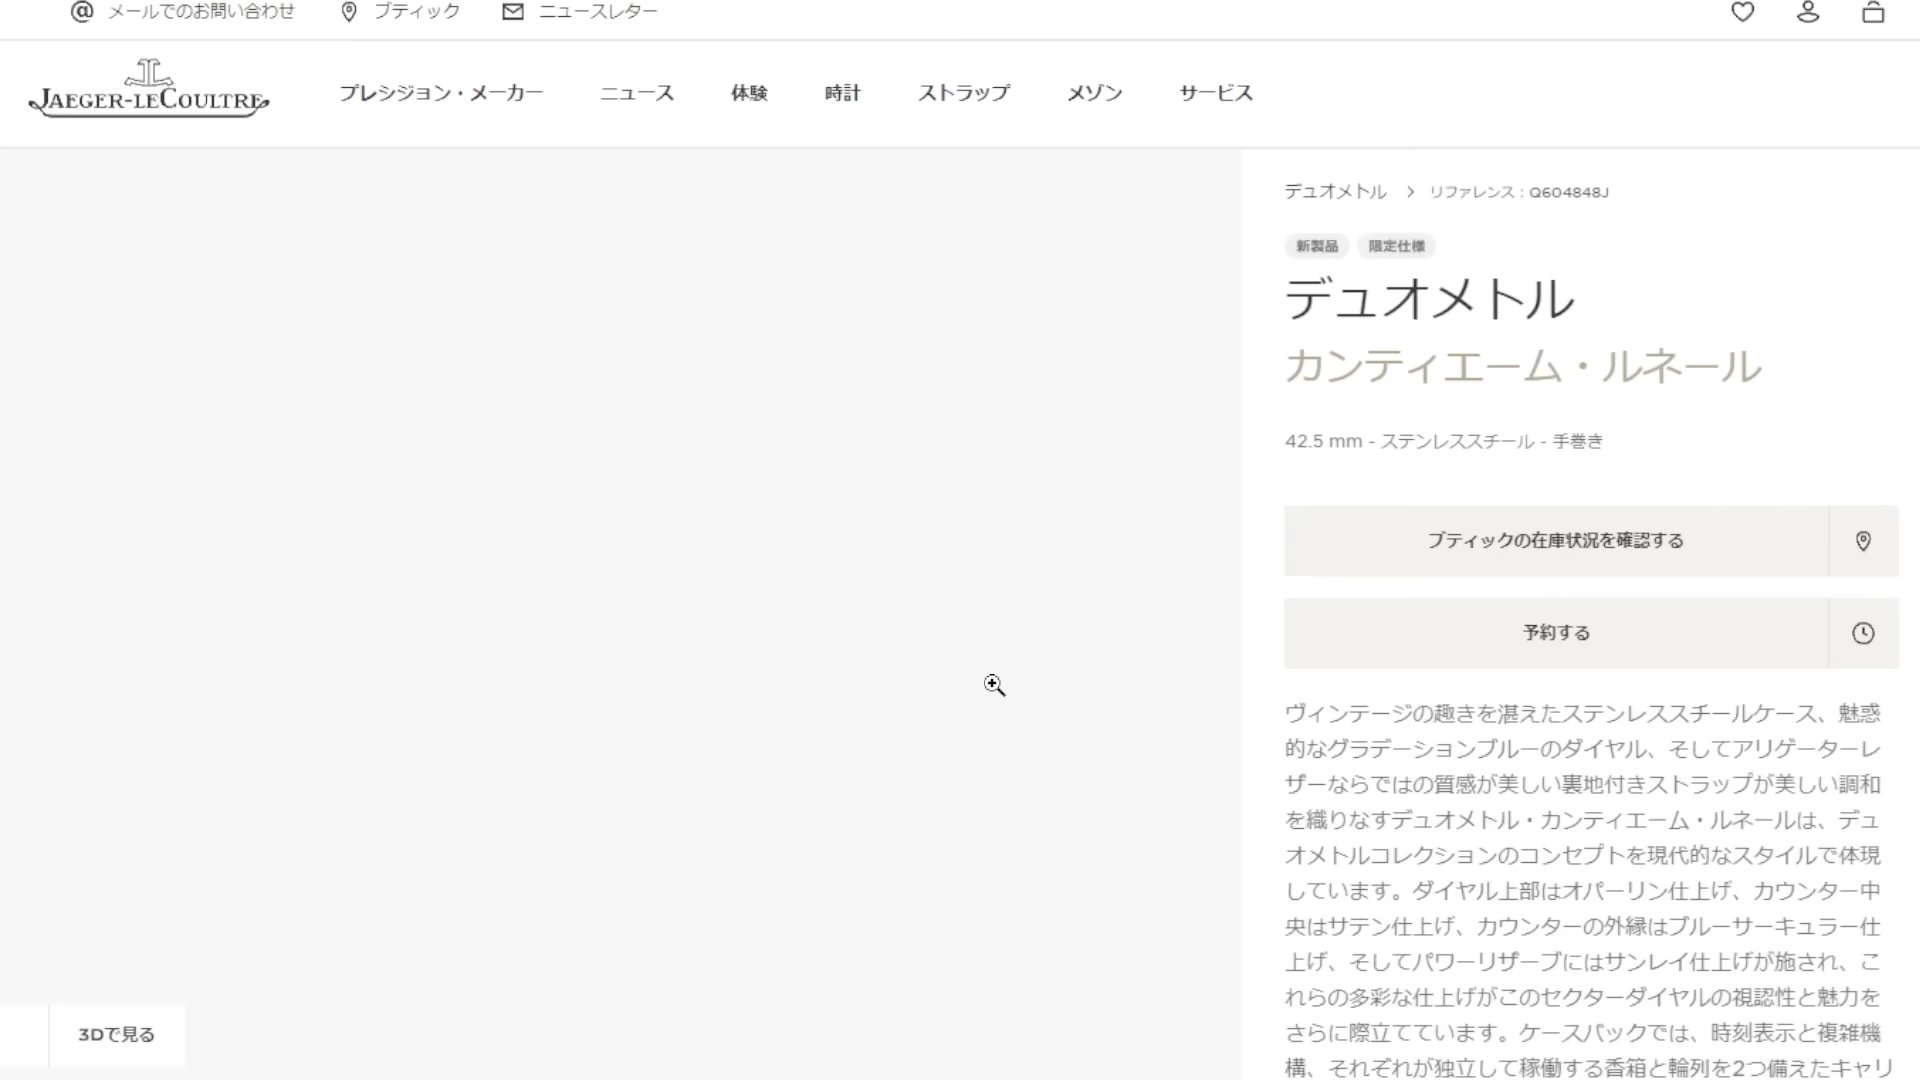 メールでのお問い合わせ ブティック ニュースレター
JAEGER-LECOULTRE
プレシジョン・メーカー ニュース 体験 時計 ストラップ メゾン サービス
デュオメトル > リファレンス : Q604848J
新製品 限定仕様
デュオメトル
カンティエーム・ルネール
42.5 mm - ステンレススチール - 手巻き
ブティックの在庫状況を確認する
予約する
ヴィンテージの趣きを湛えたステンレススチールケース、魅惑
的なグラデーションブルーのダイヤル、そしてアリゲーターレ
ザーならではの質感が美しい裏地付きストラップが美しい調和
を織りなすデュオメトル・カンティエーム・ルネールは、デュ
オメトルコレクションのコンセプトを現代的なスタイルで体現
しています。ダイヤル上部はオパーリン仕上げ、カウンター中
央はサテン仕上げ、カウンターの外縁はブルーサーキュラー仕
上げ、そしてパワーリザーブにはサンレイ仕上げが施され、こ
れらの多彩な仕上げがこのセクターダイヤルの視認性と魅力を
さらに際立てています。ケースバックでは、時刻表示と複雑機
構、それぞれが独立して稼働する香箱と輪列を2つ備えたキャリ
3Dで見る